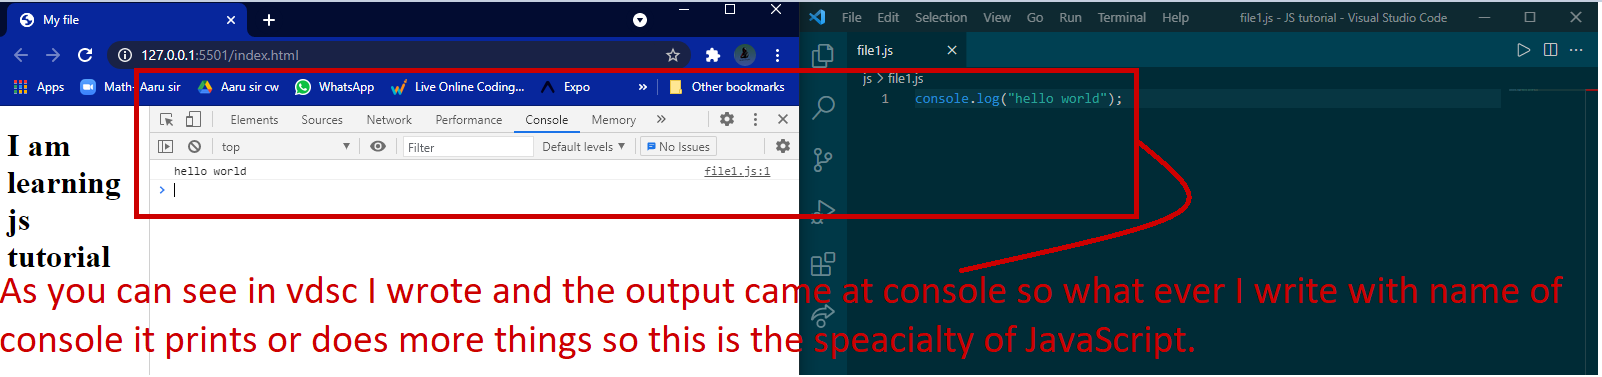 My file
127.0.0.1:5501/index.html
Apps Math- Aaru sir Aaru sir cw WhatsApp Live Online Coding... Expo » Other bookmarks
I am
learning
js
tutorial
Elements Sources Network Performance Console Memory »
top Filter Default levels No Issues
hello world file1.js:1
File Edit Selection View Go Run Terminal Help file1.js - JS tutorial - Visual Studio Code
file1.js
js > file1.js
1 console.log("hello world");
As you can see in vdsc I wrote and the output came at console so what ever I write with name of
console it prints or does more things so this is the speacialty of JavaScript.